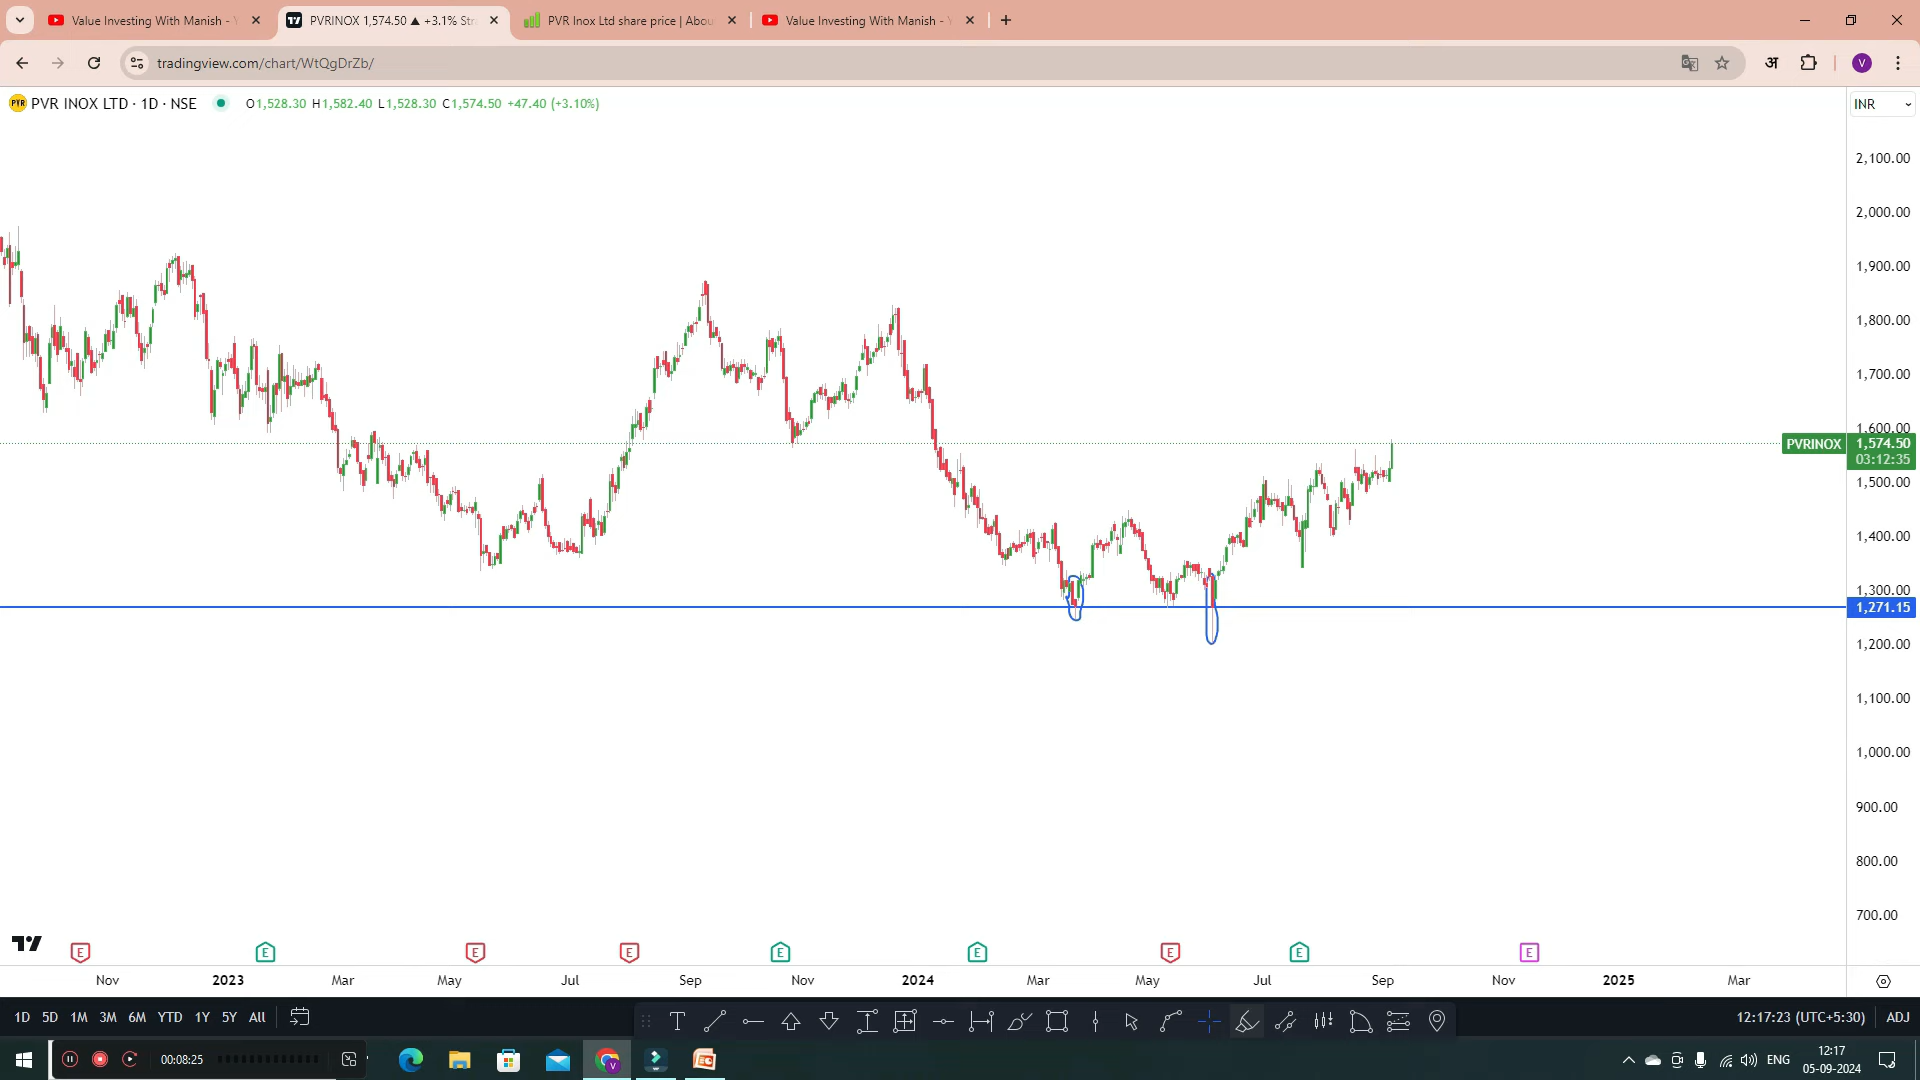 Value Investing With Manish -
PVRINOX 1,574.50 ▲ +3.1%
PVR Inox Ltd share price | Abou
Value Investing With Manish -
tradingview.com/chart/WtQgDrZb/
अ
V
PVR INOX LTD · 1D · NSE
O1,528.30 H1,582.40 L1,528.30 C1,574.50 +47.40 (+3.10%)
INR
2,100.00
2,000.00
1,900.00
1,800.00
1,700.00
1,600.00
PVRINOX 1,574.50
03:12:35
1,500.00
1,400.00
1,300.00
1,271.15
1,200.00
1,100.00
1,000.00
900.00
800.00
700.00
E E E E E E E E E
Nov 2023 Mar May Jul Sep Nov 2024 Mar May Jul Sep Nov 2025 Mar
1D 5D 1M 3M 6M YTD 1Y 5Y All
12:17:23 (UTC+5:30) ADJ
00:08:25
ENG
12:17
05-09-2024